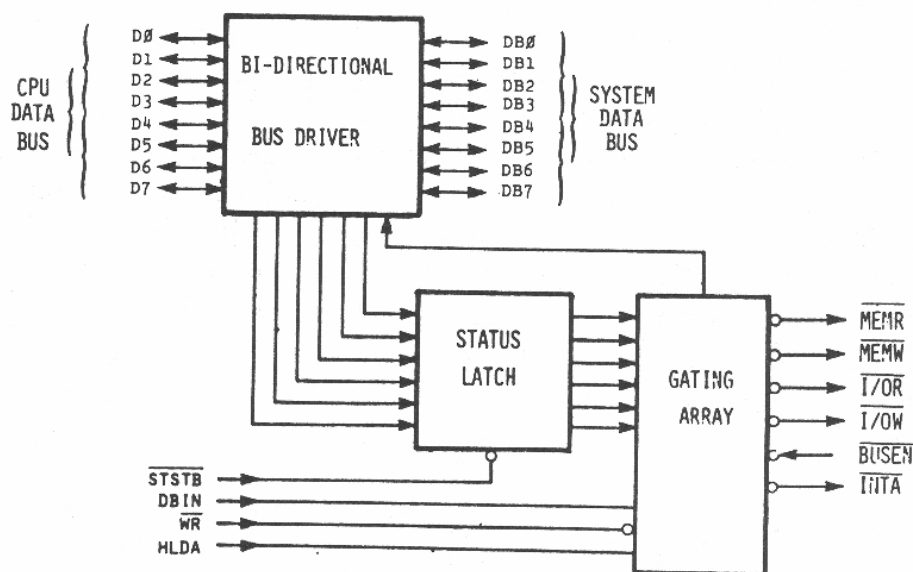 CPU
DATA
BUS
DØ
D1
D2
D3
D4
D5
D6
D7
BI-DIRECTIONAL
BUS DRIVER
DBØ
DB1
DB2
DB3
DB4
DB5
DB6
DB7
SYSTEM
DATA
BUS
STATUS
LATCH
GATING
ARRAY
MEMR
MEMW
I/OR
I/OW
BUSEN
INTA
STSTB
DBIN
WR
HLDA